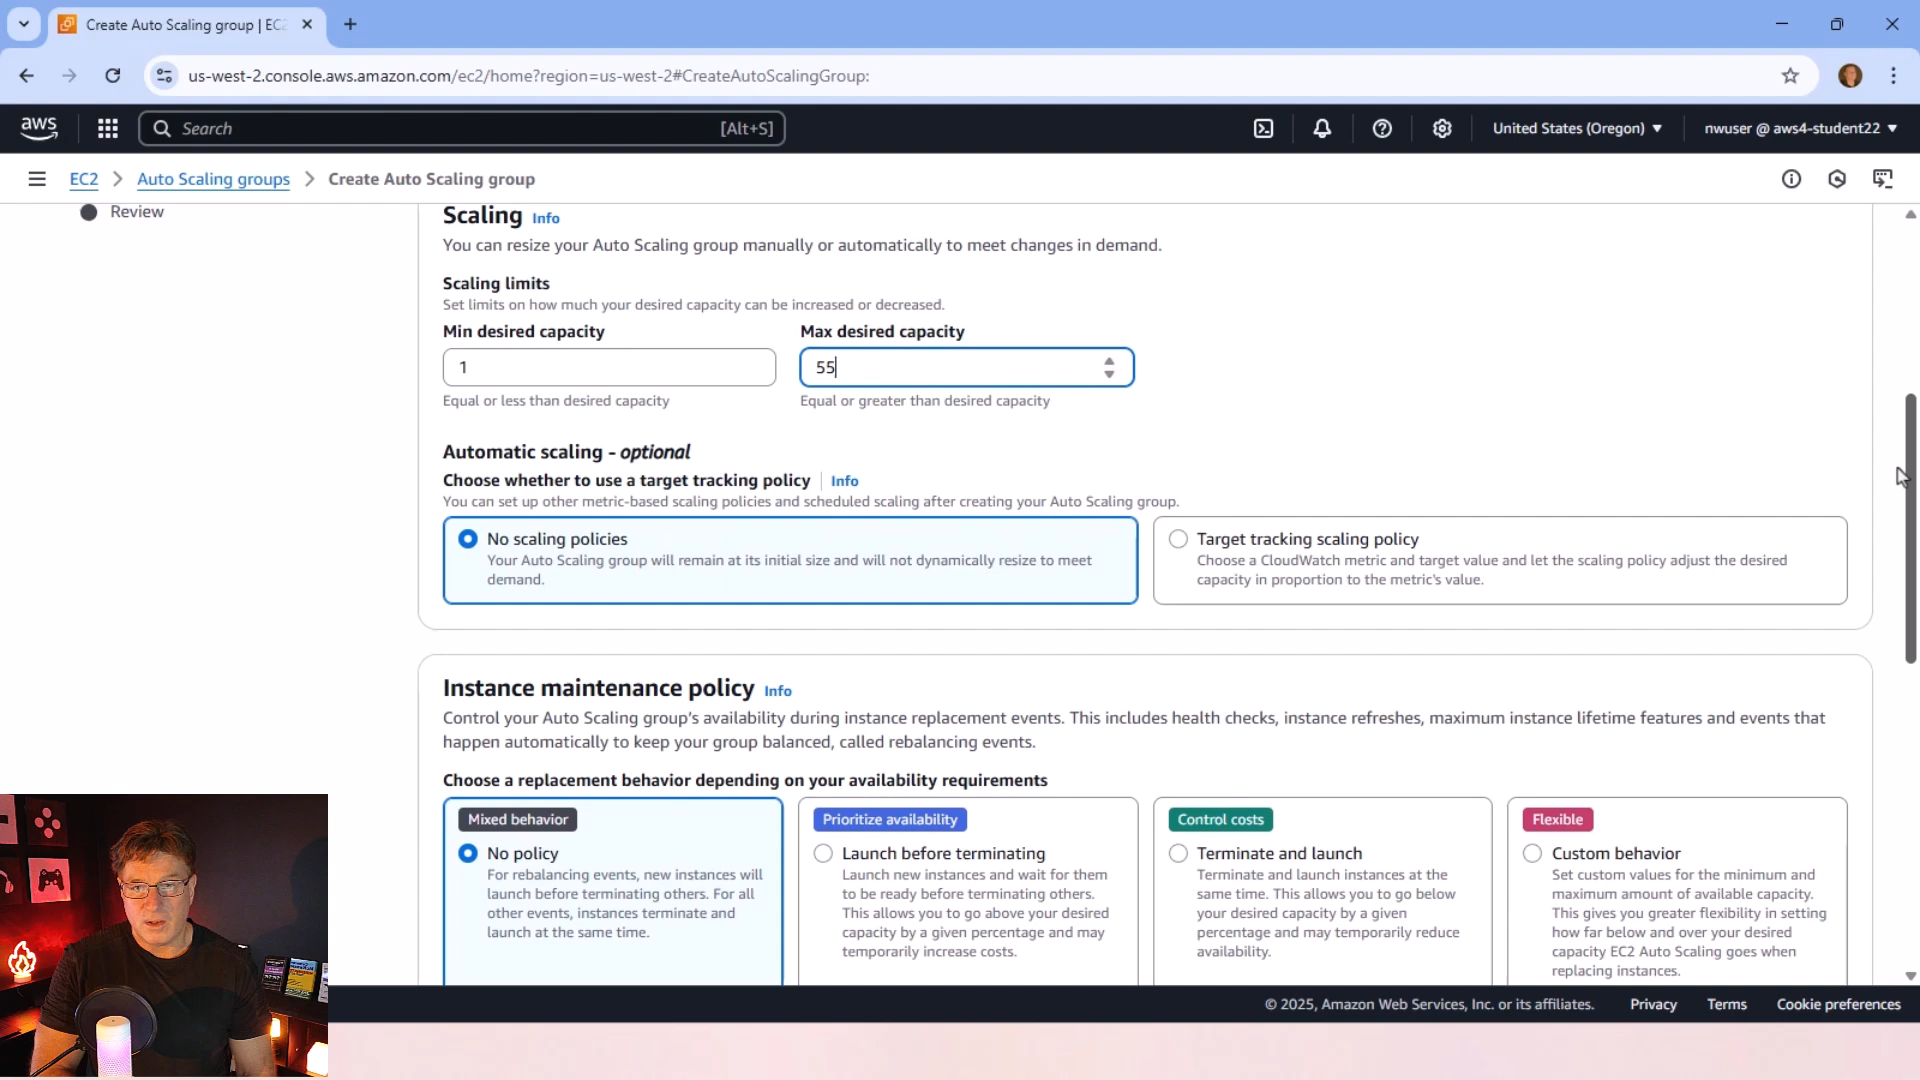 Create Auto Scaling group | EC2
us-west-2.console.aws.amazon.com/ec2/home?region=us-west-2#CreateAutoScalingGroup:
aws
Search
[Alt+S]
United States (Oregon)
nwuser @ aws4-student22
EC2
Auto Scaling groups
Create Auto Scaling group
Review
Scaling Info
You can resize your Auto Scaling group manually or automatically to meet changes in demand.
Scaling limits
Set limits on how much your desired capacity can be increased or decreased.
Min desired capacity
Max desired capacity
1
55
Equal or less than desired capacity
Equal or greater than desired capacity
Automatic scaling - optional
Choose whether to use a target tracking policy Info
You can set up other metric-based scaling policies and scheduled scaling after creating your Auto Scaling group.
No scaling policies
Your Auto Scaling group will remain at its initial size and will not dynamically resize to meet
demand.
Target tracking scaling policy
Choose a CloudWatch metric and target value and let the scaling policy adjust the desired
capacity in proportion to the metric's value.
Instance maintenance policy Info
Control your Auto Scaling group's availability during instance replacement events. This includes health checks, instance refreshes, maximum instance lifetime features and events that
happen automatically to keep your group balanced, called rebalancing events.
Choose a replacement behavior depending on your availability requirements
Mixed behavior
No policy
For rebalancing events, new instances will
launch before terminating others. For all
other events, instances terminate and
launch at the same time.
Prioritize availability
Launch before terminating
Launch new instances and wait for them
to be ready before terminating others.
This allows you to go above your desired
capacity by a given percentage and may
temporarily increase costs.
Control costs
Terminate and launch
Terminate and launch instances at the
same time. This allows you to go below
your desired capacity by a given
percentage and may temporarily reduce
availability.
Flexible
Custom behavior
Set custom values for the minimum and
maximum amount of available capacity.
This gives you greater flexibility in setting
how far below and over your desired
capacity EC2 Auto Scaling goes when
replacing instances.
© 2025, Amazon Web Services, Inc. or its affiliates.
Privacy
Terms
Cookie preferences